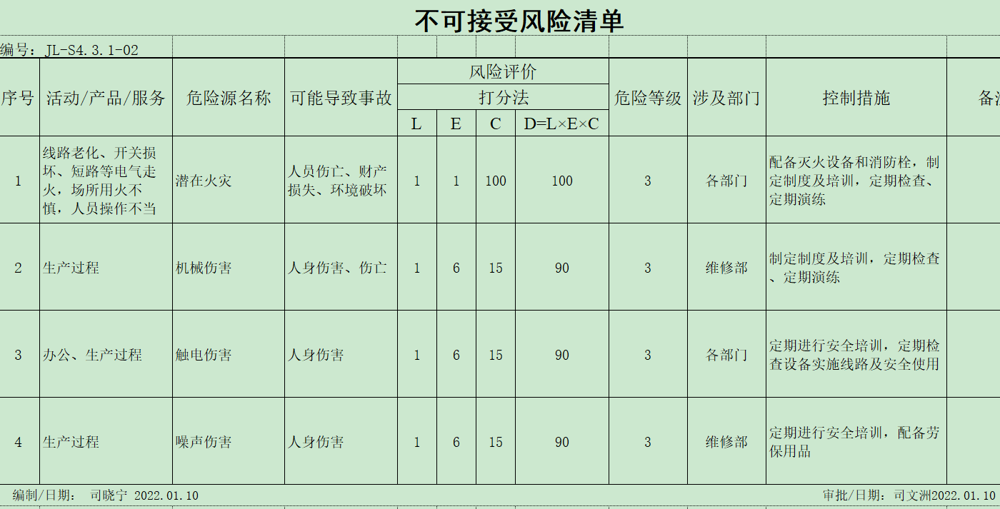 不可接受风险清单
编号：JL-S4.3.1-02
序号 活动/产品/服务 危险源名称 可能导致事故 风险评价 危险等级 涉及部门 控制措施 备
打分法
L E C D=L×E×C
1 线路老化、开关损 潜在火灾 人员伤亡、财产 1 1 100 100 3 各部门 配备灭火设备和消防栓，制
坏、短路等电气走 损失、环境破坏 定制度及培训，定期检查、
火，场所用火不 定期演练
慎，人员操作不当
2 生产过程 机械伤害 人身伤害、伤亡 1 6 15 90 3 维修部 制定制度及培训，定期检查
、定期演练
3 办公、生产过程 触电伤害 人身伤害 1 6 15 90 3 各部门 定期进行安全培训，定期检
查设备实施线路及安全使用
4 生产过程 噪声伤害 人身伤害 1 6 15 90 3 维修部 定期进行安全培训，配备劳
保用品
编制/日期： 司晓宁 2022.01.10 审批/日期：司文洲2022.01.10